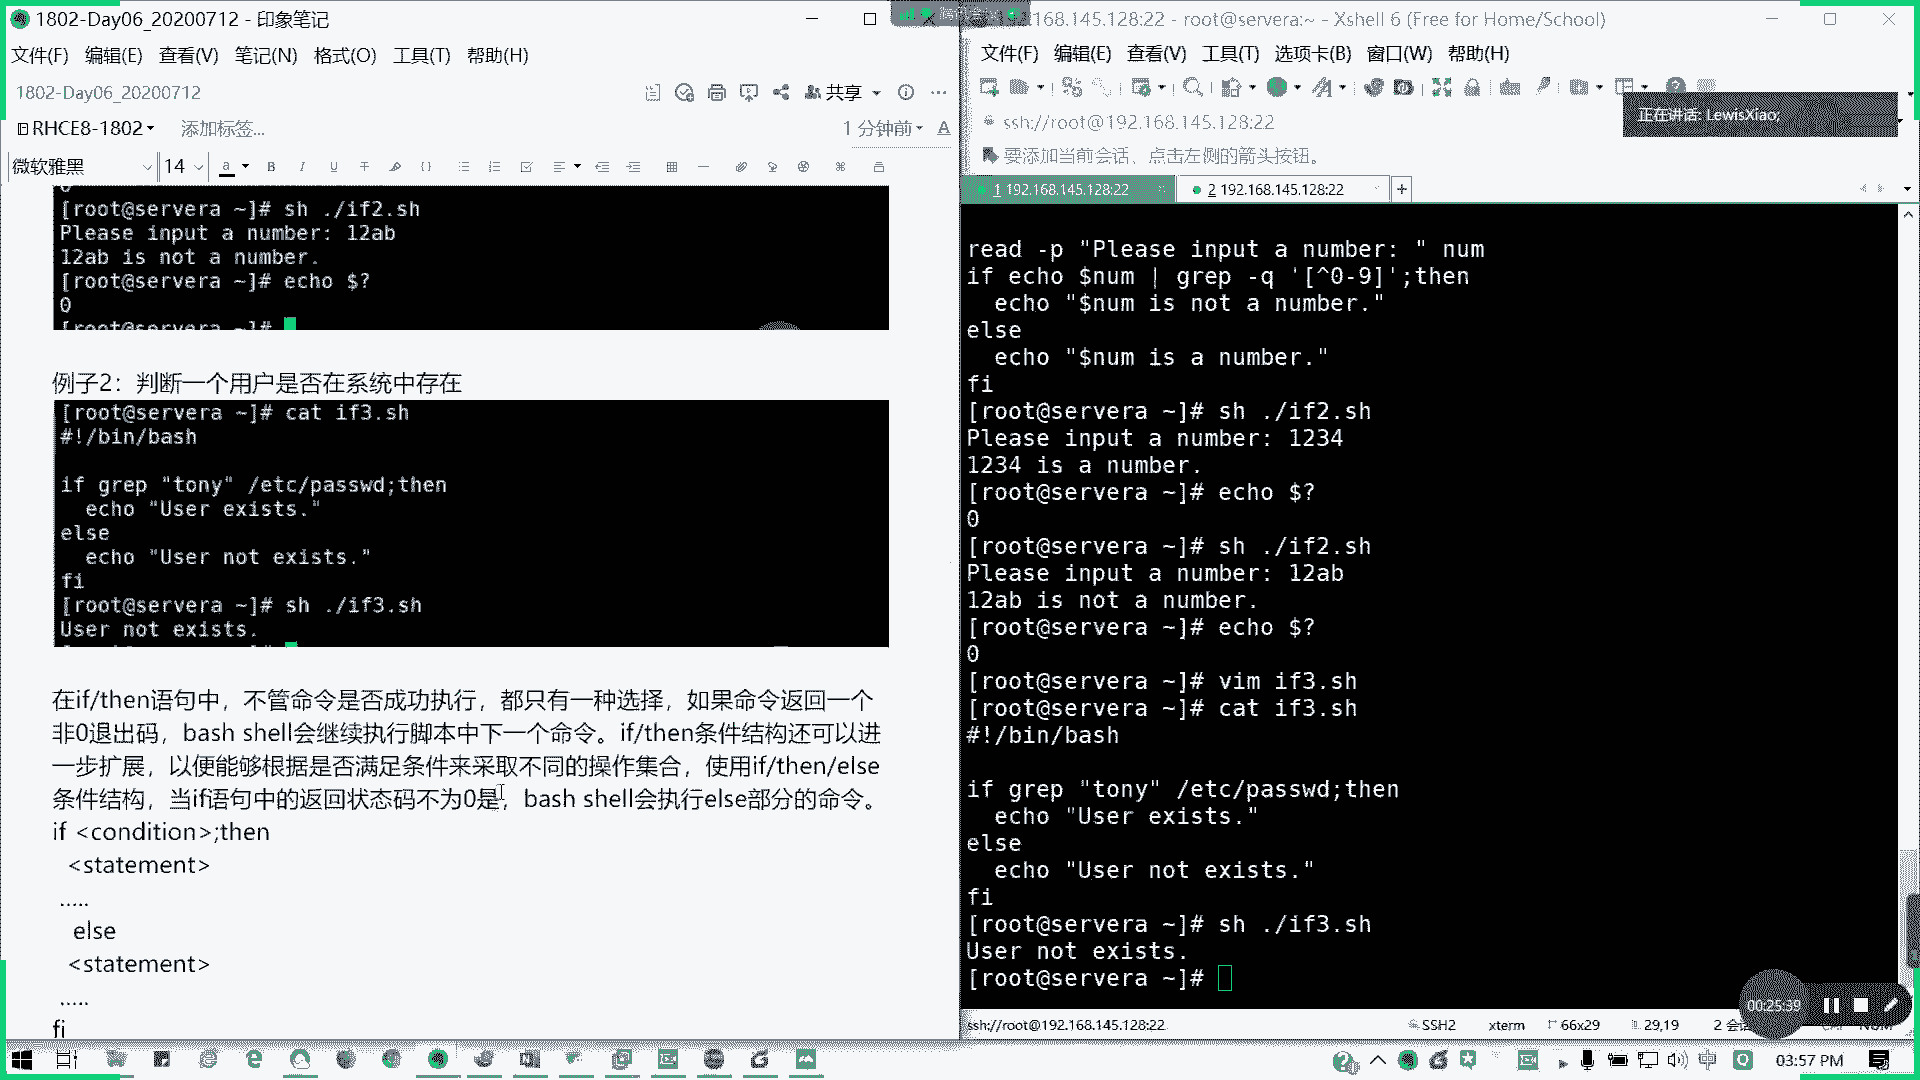 1802-Day06_20200712 - 印象笔记
文件(F) 编辑(E) 查看(V) 笔记(N) 格式(O) 工具(T) 帮助(H)
1802-Day06_20200712
共享
RHCE8-1802
添加标签...
1 分钟前
微软雅黑
14
[root@servera ~]# sh ./if2.sh
Please input a number: 12ab
12ab is not a number.
[root@servera ~]# echo $?
0
[root@servera ~]#
例子2：判断一个用户是否在系统中存在
[root@servera ~]# cat if3.sh
#!/bin/bash
if grep "tony" /etc/passwd;then
  echo "User exists."
else
  echo "User not exists."
fi
[root@servera ~]# sh ./if3.sh
User not exists.
在if/then语句中，不管命令是否成功执行，都只有一种选择，如果命令返回一个
非0退出码，bash shell会继续执行脚本中下一个命令。if/then条件结构还可以进
一步扩展，以便能够根据是否满足条件来采取不同的操作集合，使用if/then/else
条件结构，当if语句中的返回状态码不为0是，bash shell会执行else部分的命令。
if <condition>;then
<statement>
.....
else
<statement>
.....
fi
192.168.145.128:22 - root@servera:~ - Xshell 6 (Free for Home/School)
文件(F) 编辑(E) 查看(V) 工具(T) 选项卡(B) 窗口(W) 帮助(H)
正在讲话: LewisXiao;
ssh://root@192.168.145.128:22
要添加当前会话，点击左侧的箭头按钮。
1 192.168.145.128:22
2 192.168.145.128:22
read -p "Please input a number: " num
if echo $num | grep -q '[^0-9]';then
  echo "$num is not a number."
else
  echo "$num is a number."
fi
[root@servera ~]# sh ./if2.sh
Please input a number: 1234
1234 is a number.
[root@servera ~]# echo $?
0
[root@servera ~]# sh ./if2.sh
Please input a number: 12ab
12ab is not a number.
[root@servera ~]# echo $?
0
[root@servera ~]# vim if3.sh
[root@servera ~]# cat if3.sh
#!/bin/bash
if grep "tony" /etc/passwd;then
  echo "User exists."
else
  echo "User not exists."
fi
[root@servera ~]# sh ./if3.sh
User not exists.
[root@servera ~]#
00:25:39
ssh://root@192.168.145.128:22
SSH2
xterm
66x29
29,19
03:57 PM